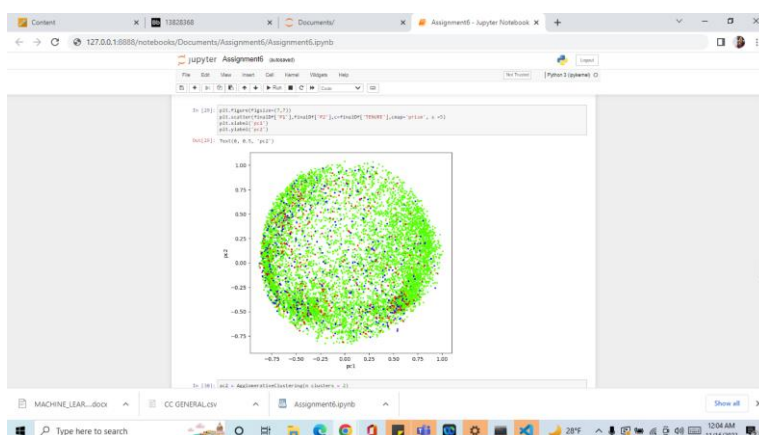 Content
13828368
Documents/
Assignment6 - Jupyter Notebook
127.0.0.1:8888/notebooks/Documents/Assignment6/Assignment6.ipynb
jupyter Assignment6 (autosaved)
Logout
File Edit View Insert Cell Kernel Widgets Help
Not Trusted
Python 3 (ipykernel)
Run
Code
plt.figure(figsize=(7,7))
plt.scatter(finalDf['P1'],finalDf['P2'],c=finalDf['TENURE'],cmap='prism', s =5)
plt.xlabel('pc1')
plt.ylabel('pc2')
Text(0, 0.5, 'pc2')
1.00
0.75
0.50
0.25
0.00
−0.25
−0.50
−0.75
pc2
−0.75 −0.50 −0.25 0.00 0.25 0.50 0.75 1.00
pc1
ac2 = AgglomerativeClustering(n_clusters = 2)
MACHINE_LEAR....docx
CC GENERAL.csv
Assignment6.ipynb
Show all
Type here to search
28°F
12:04 AM